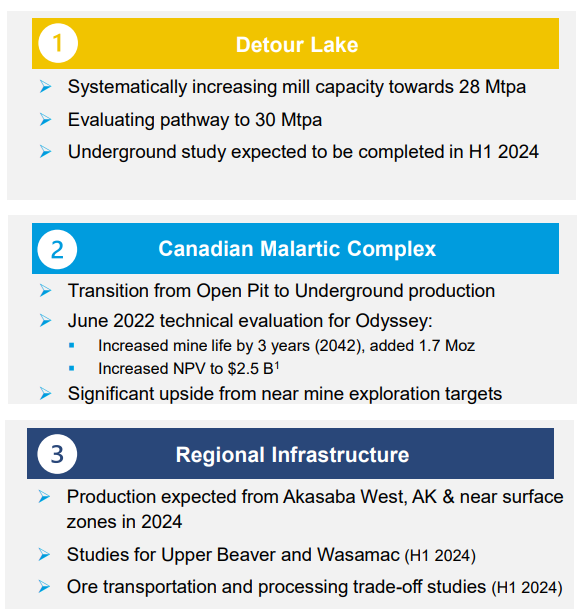 1
Detour Lake
➢ Systematically increasing mill capacity towards 28 Mtpa
➢ Evaluating pathway to 30 Mtpa
➢ Underground study expected to be completed in H1 2024
2
Canadian Malartic Complex
➢ Transition from Open Pit to Underground production
➢ June 2022 technical evaluation for Odyssey:
▪ Increased mine life by 3 years (2042), added 1.7 Moz
▪ Increased NPV to $2.5 B¹
➢ Significant upside from near mine exploration targets
3
Regional Infrastructure
➢ Production expected from Akasaba West, AK & near surface
zones in 2024
➢ Studies for Upper Beaver and Wasamac (H1 2024)
➢ Ore transportation and processing trade-off studies (H1 2024)